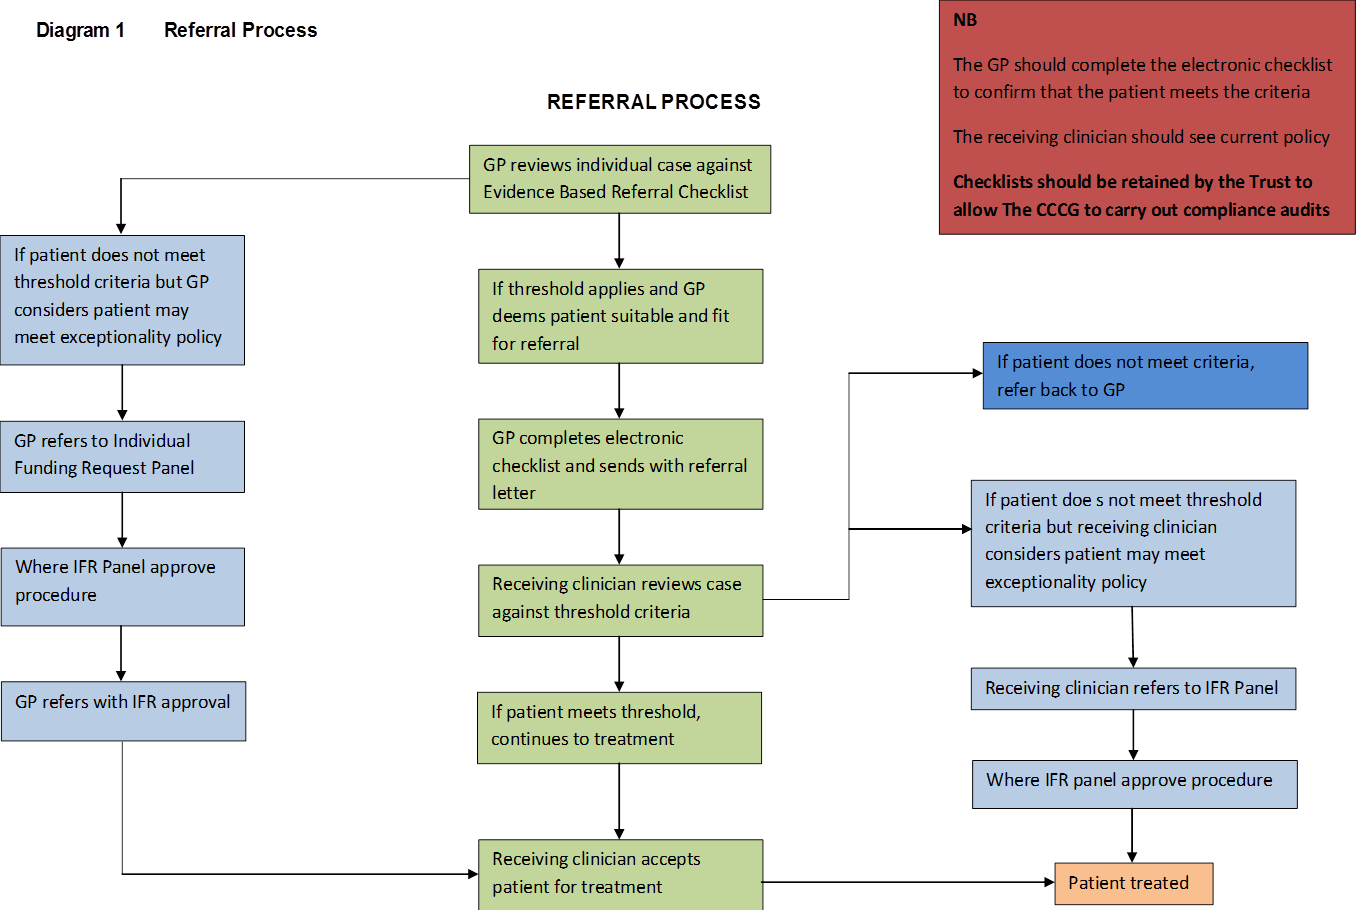 Diagram 1 Referral Process
REFERRAL PROCESS
NB
The GP should complete the electronic checklist
to confirm that the patient meets the criteria
The receiving clinician should see current policy
Checklists should be retained by the Trust to
allow The CCCG to carry out compliance audits
GP reviews individual case against
Evidence Based Referral Checklist
If patient does not meet
threshold criteria but GP
considers patient may
meet exceptionality policy
GP refers to Individual
Funding Request Panel
Where IFR Panel approve
procedure
GP refers with IFR approval
If threshold applies and GP
deems patient suitable and fit
for referral
GP completes electronic
checklist and sends with referral
letter
Receiving clinician reviews case
against threshold criteria
If patient meets threshold,
continues to treatment
Receiving clinician accepts
patient for treatment
If patient does not meet criteria,
refer back to GP
If patient doe s not meet threshold
criteria but receiving clinician
considers patient may meet
exceptionality policy
Receiving clinician refers to IFR Panel
Where IFR panel approve procedure
Patient treated